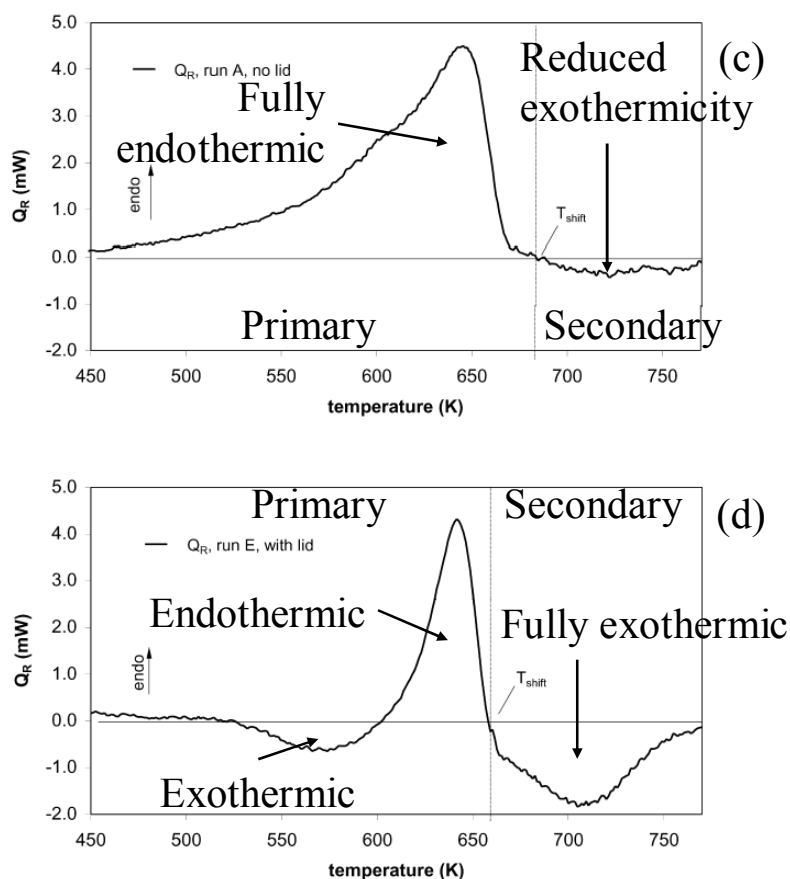 5.0
4.0
3.0
2.0
1.0
0.0
-1.0
-2.0
Q_R (mW)
endo
Q_R, run A, no lid
Fully
endothermic
Reduced
exothermicity
(c)
T_shift
Primary
Secondary
450 500 550 600 650 700 750
temperature (K)
5.0
4.0
3.0
2.0
1.0
0.0
-1.0
-2.0
Q_R (mW)
endo
Primary
Secondary
(d)
Q_R, run E, with lid
Endothermic
Fully exothermic
T_shift
Exothermic
450 500 550 600 650 700 750
temperature (K)